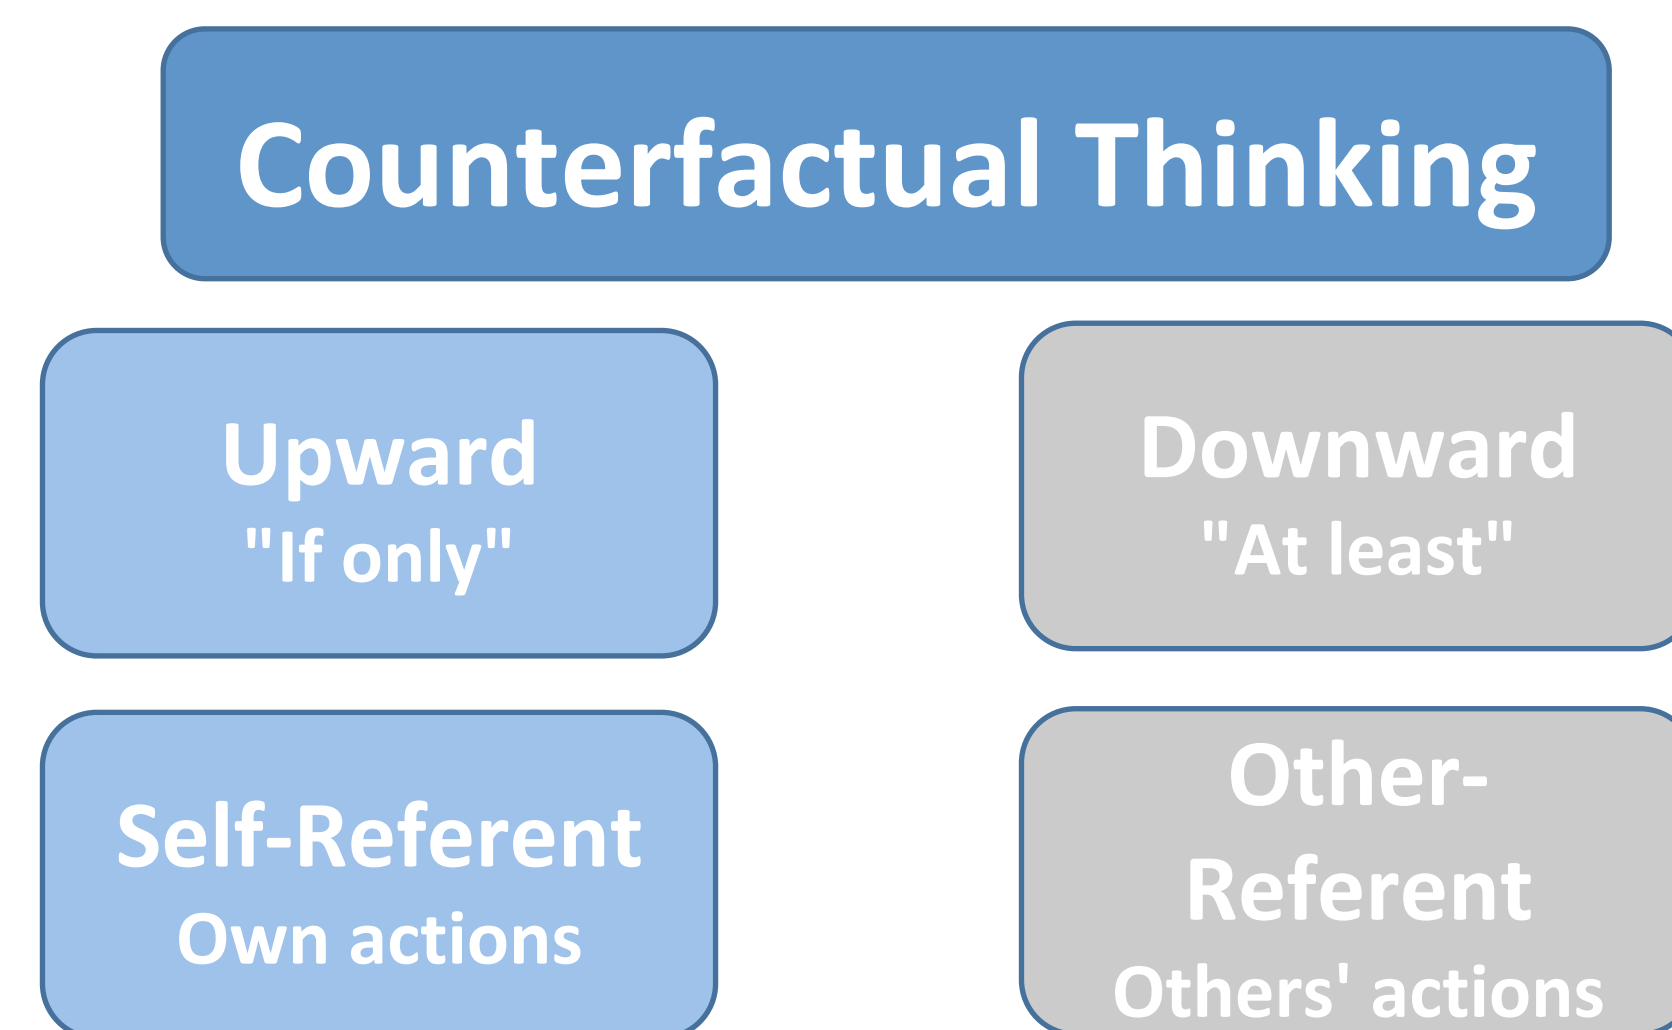 Counterfactual Thinking
Upward
"If only"
Downward
"At least"
Self-Referent
Own actions
Other-
Referent
Others' actions